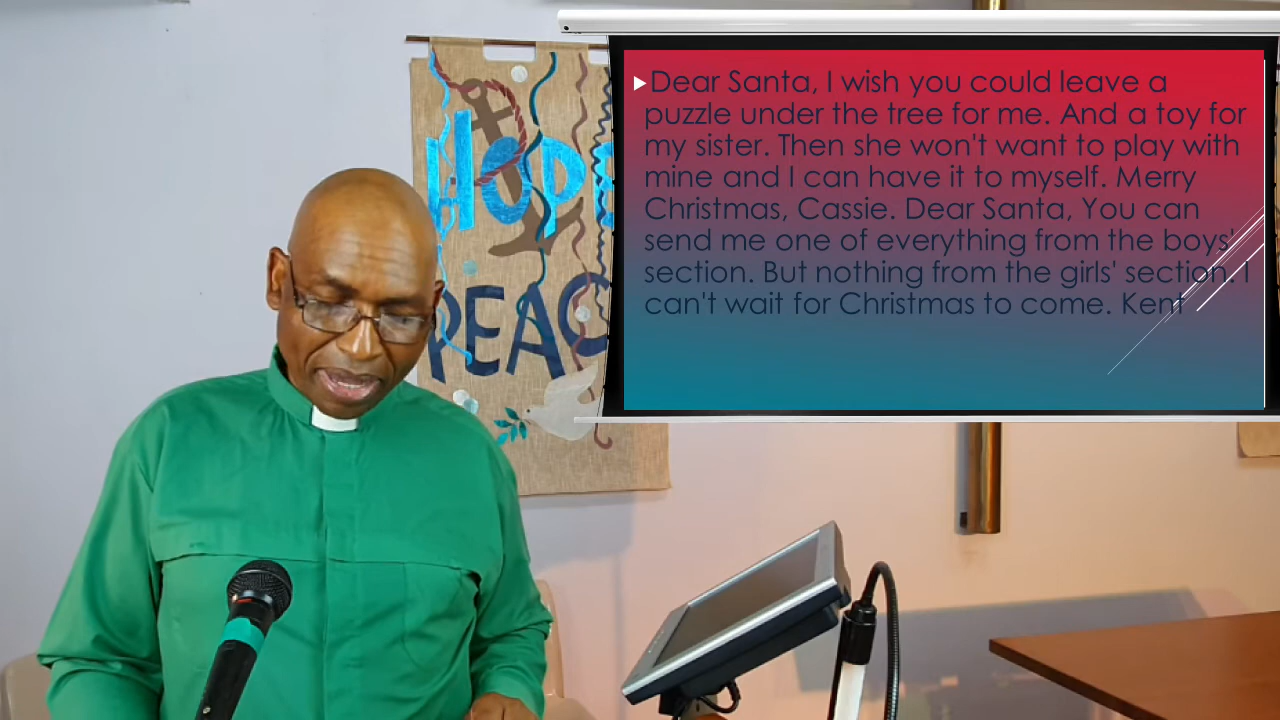 HOPE
PEAC
Dear Santa, I wish you could leave a
puzzle under the tree for me. And a toy for
my sister. Then she won't want to play with
mine and I can have it to myself. Merry
Christmas, Cassie. Dear Santa, You can
send me one of everything from the boys'
section. But nothing from the girls' section. I
can't wait for Christmas to come. Kent